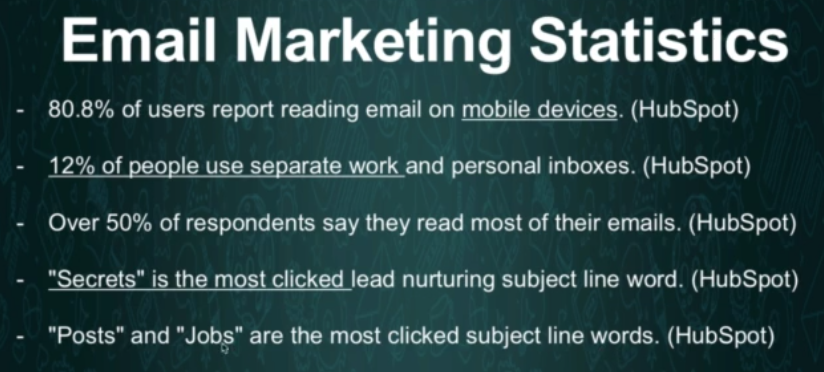 Email Marketing Statistics
- 80.8% of users report reading email on mobile devices. (HubSpot)
- 12% of people use separate work and personal inboxes. (HubSpot)
- Over 50% of respondents say they read most of their emails. (HubSpot)
- "Secrets" is the most clicked lead nurturing subject line word. (HubSpot)
- "Posts" and "Jobs" are the most clicked subject line words. (HubSpot)